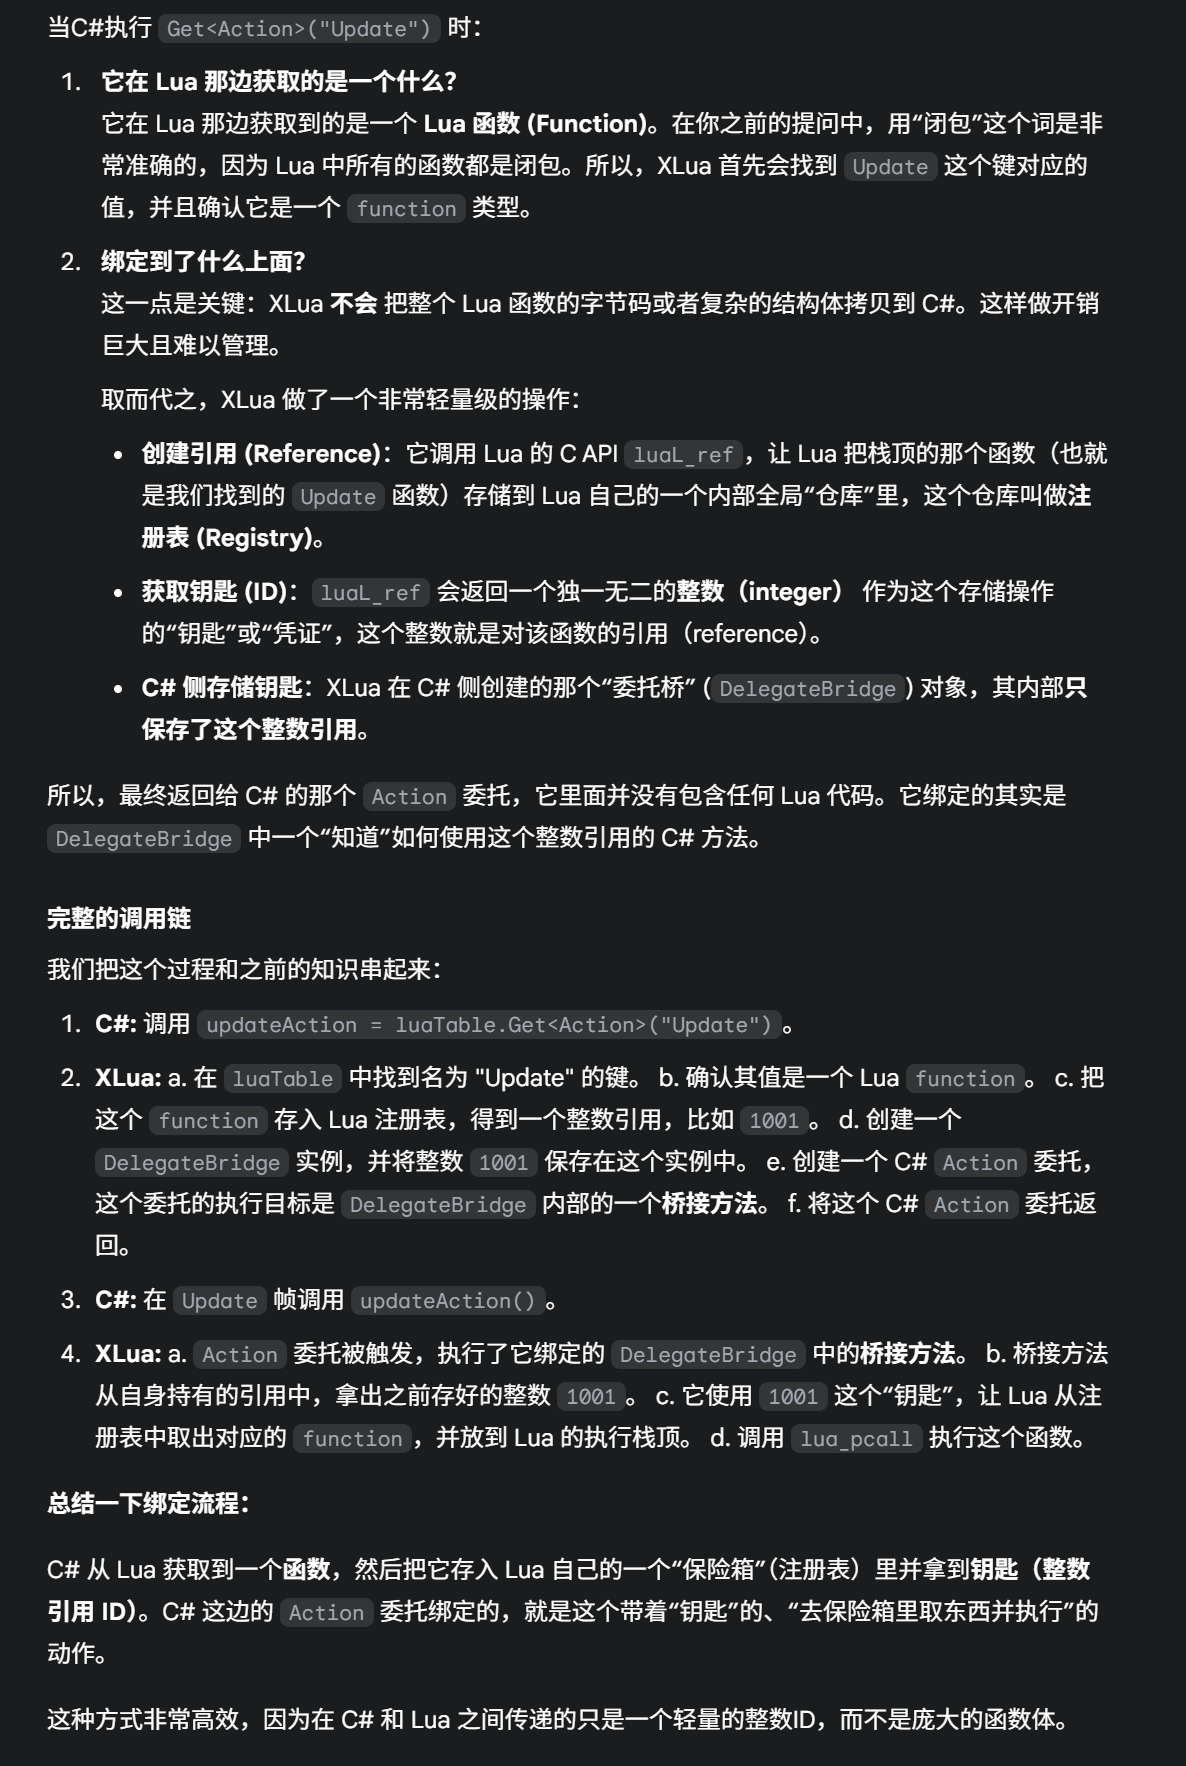 当C#执行 Get<Action>("Update") 时：
1. 它在 Lua 那边获取的是一个什么？
它在 Lua 那边获取到的是一个 Lua 函数 (Function)。在你之前的提问中，用“闭包”这个词是非
常准确的，因为 Lua 中所有的函数都是闭包。所以，XLua 首先会找到 Update 这个键对应的
值，并且确认它是一个 function 类型。
2. 绑定到了什么上面？
这一点是关键：XLua 不会 把整个 Lua 函数的字节码或者复杂的结构体拷贝到 C#。这样做开销
巨大且难以管理。
取而代之，XLua 做了一个非常轻量级的操作：
• 创建引用 (Reference)：它调用 Lua 的 C API luaL_ref，让 Lua 把栈顶的那个函数（也就
是我们找到的 Update 函数）存储到 Lua 自己的一个内部全局“仓库”里，这个仓库叫做注
册表 (Registry)。
• 获取钥匙 (ID)：luaL_ref 会返回一个独一无二的整数（integer） 作为这个存储操作
的“钥匙”或“凭证”，这个整数就是对该函数的引用（reference）。
• C# 侧存储钥匙：XLua 在 C# 侧创建的那个“委托桥” (DelegateBridge) 对象，其内部只
保存了这个整数引用。
所以，最终返回给 C# 的那个 Action 委托，它里面并没有包含任何 Lua 代码。它绑定的其实是
DelegateBridge 中一个“知道”如何使用这个整数引用的 C# 方法。
完整的调用链
我们把这个过程和之前的知识串起来：
1. C#: 调用 updateAction = luaTable.Get<Action>("Update")。
2. XLua: a. 在 luaTable 中找到名为 "Update" 的键。 b. 确认其值是一个 Lua function。 c. 把
这个 function 存入 Lua 注册表，得到一个整数引用，比如 1001。 d. 创建一个
DelegateBridge 实例，并将整数 1001 保存在这个实例中。 e. 创建一个 C# Action 委托，
这个委托的执行目标是 DelegateBridge 内部的一个桥接方法。 f. 将这个 C# Action 委托返
回。
3. C#: 在 Update 帧调用 updateAction()。
4. XLua: a. Action 委托被触发，执行了它绑定的 DelegateBridge 中的桥接方法。 b. 桥接方法
从自身持有的引用中，拿出之前存好的整数 1001。 c. 它使用 1001 这个“钥匙”，让 Lua 从注
册表中取出对应的 function，并放到 Lua 的执行栈顶。 d. 调用 lua_pcall 执行这个函数。
总结一下绑定流程：
C# 从 Lua 获取到一个函数，然后把它存入 Lua 自己的一个“保险箱”（注册表）里并拿到钥匙（整数
引用 ID）。C# 这边的 Action 委托绑定的，就是这个带着“钥匙”的、“去保险箱里取东西并执行”的
动作。
这种方式非常高效，因为在 C# 和 Lua 之间传递的只是一个轻量的整数ID，而不是庞大的函数体。